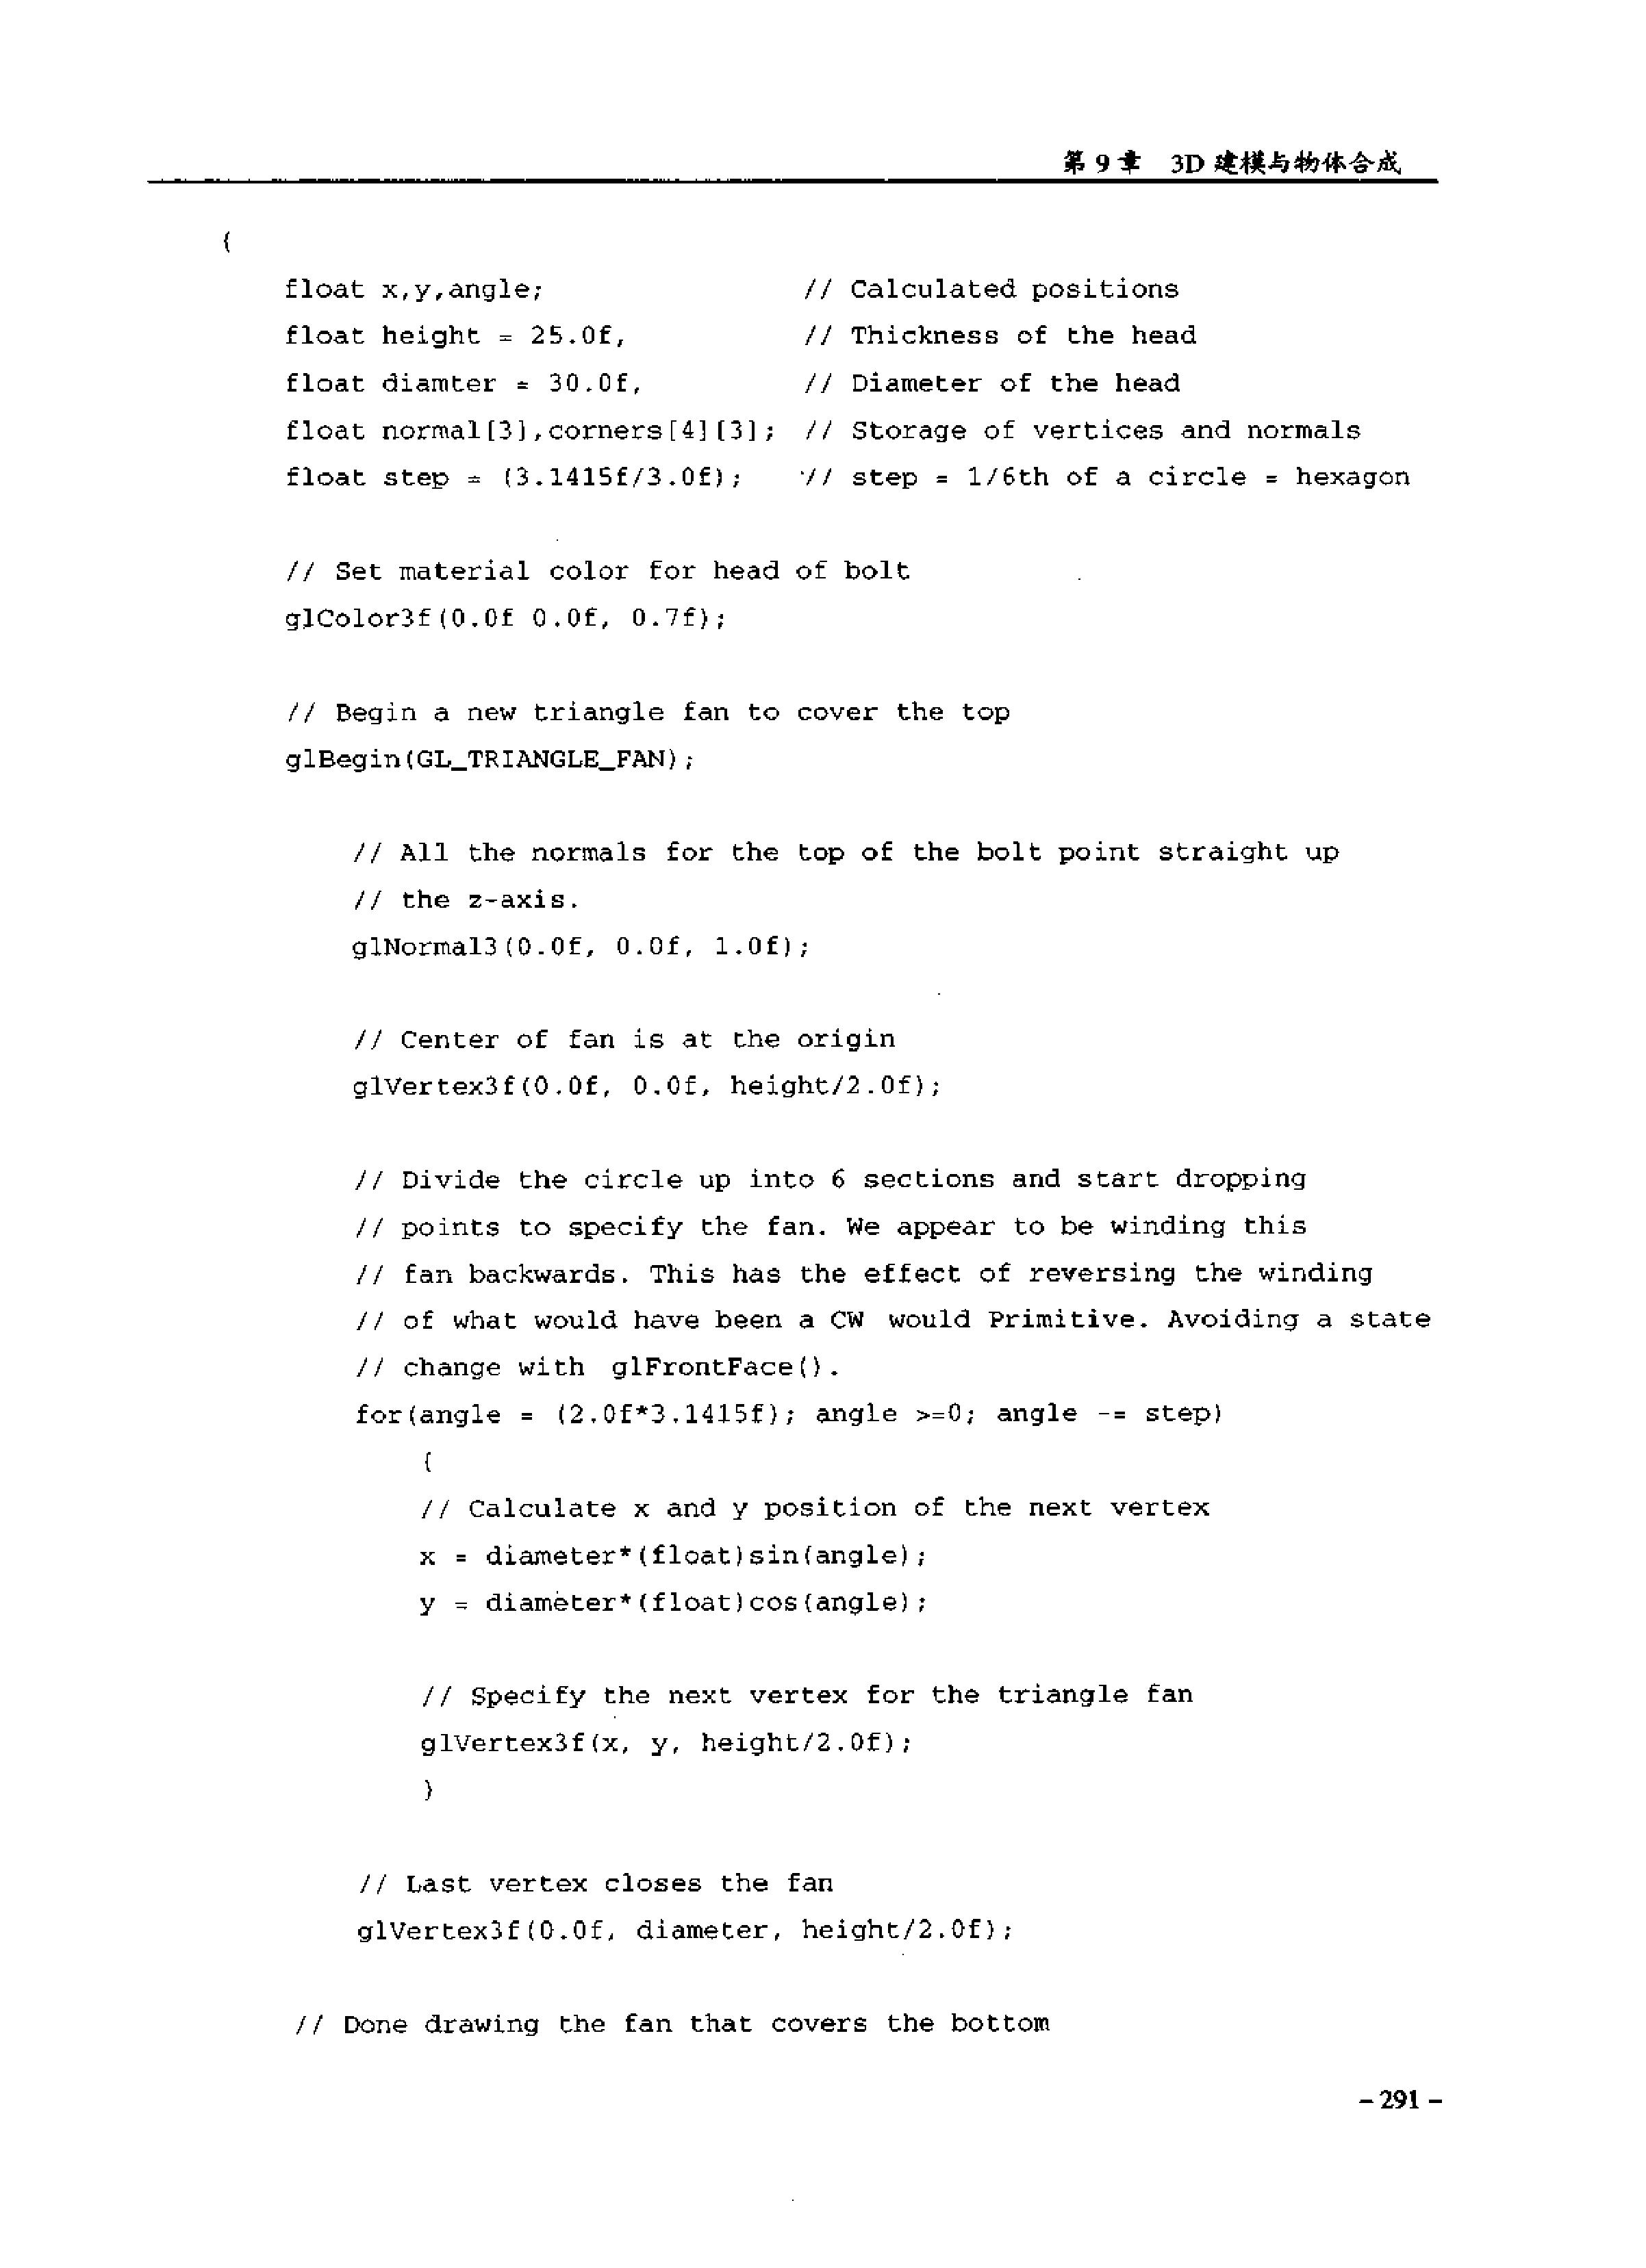 第 9 章 3D 建模与物体合成
{
float x,y,angle; // Calculated positions
float height = 25.0f, // Thickness of the head
float diamter = 30.0f, // Diameter of the head
float normal[3],corners[4][3]; // Storage of vertices and normals
float step = (3.1415f/3.0f); // step = 1/6th of a circle = hexagon
// Set material color for head of bolt
glColor3f(0.0f 0.0f, 0.7f);
// Begin a new triangle fan to cover the top
glBegin(GL_TRIANGLE_FAN);
// All the normals for the top of the bolt point straight up
// the z-axis.
glNormal3(0.0f, 0.0f, 1.0f);
// Center of fan is at the origin
glVertex3f(0.0f, 0.0f, height/2.0f);
// Divide the circle up into 6 sections and start dropping
// points to specify the fan. We appear to be winding this
// fan backwards. This has the effect of reversing the winding
// of what would have been a CW would Primitive. Avoiding a state
// change with glFrontFace().
for(angle = (2.0f*3.1415f); angle >=0; angle -= step)
{
// Calculate x and y position of the next vertex
x = diameter*(float)sin(angle);
y = diameter*(float)cos(angle);
// Specify the next vertex for the triangle fan
glVertex3f(x, y, height/2.0f);
}
// Last vertex closes the fan
glVertex3f(0.0f, diameter, height/2.0f);
// Done drawing the fan that covers the bottom
- 291 -